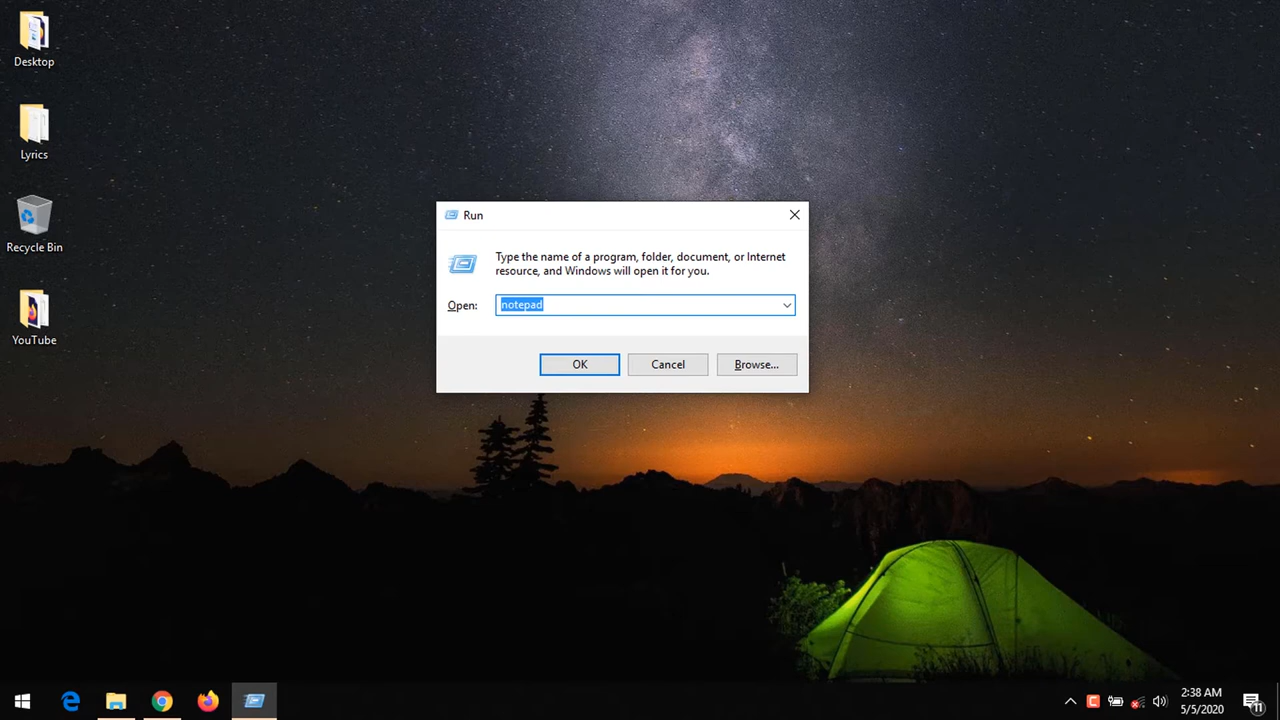 Desktop
Lyrics
Recycle Bin
YouTube
Run
Type the name of a program, folder, document, or Internet
resource, and Windows will open it for you.
Open:
notepad
OK
Cancel
Browse...
2:38 AM
5/5/2020
11